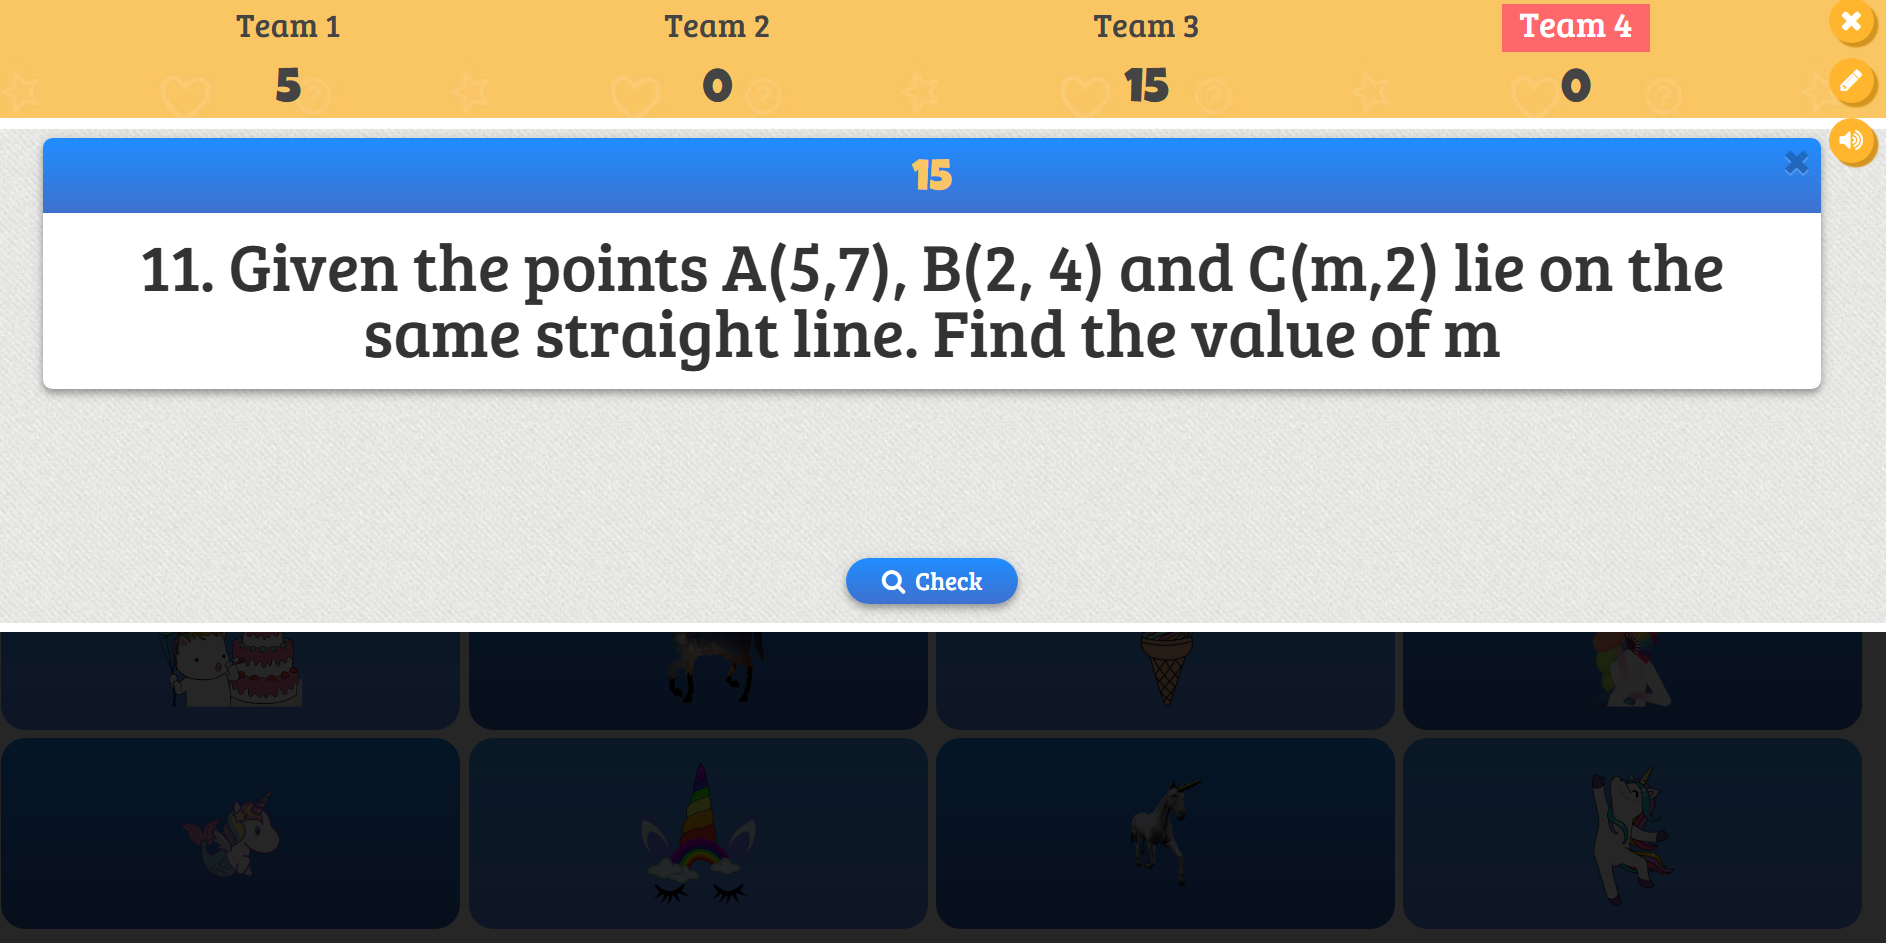 Team 1
5
Team 2
0
Team 3
15
Team 4
0
15
11. Given the points A(5,7), B(2, 4) and C(m,2) lie on the
same straight line. Find the value of m
Check